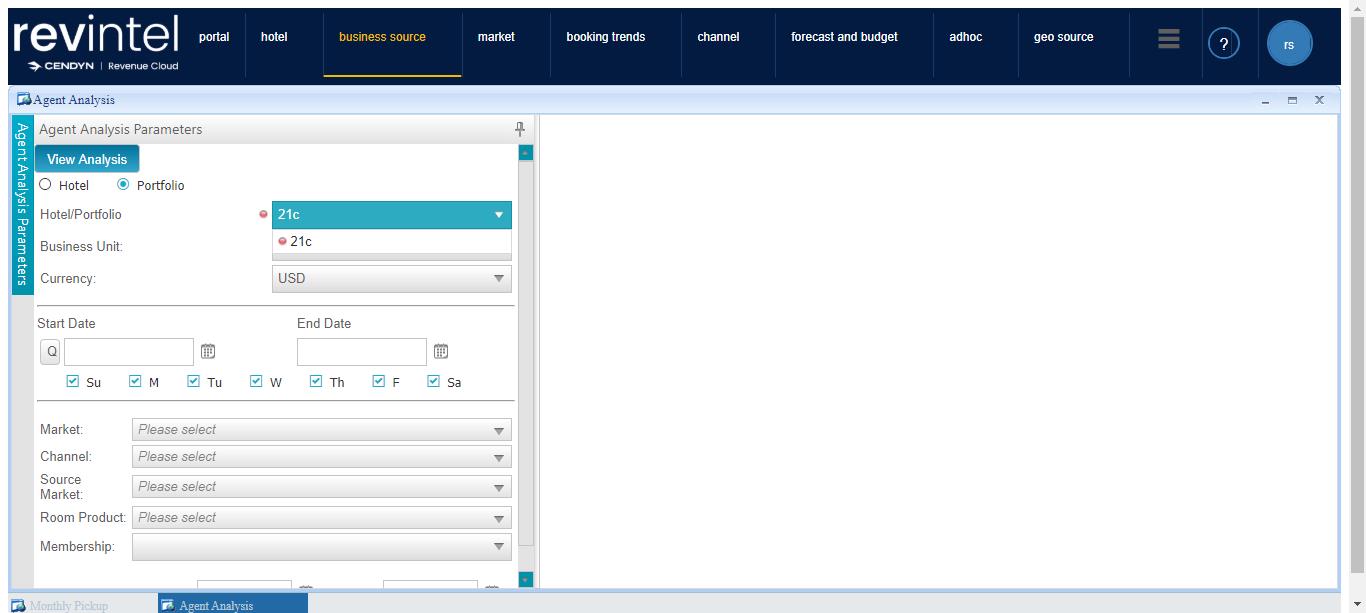 revintel
CENDYN | Revenue Cloud
portal
hotel
business source
market
booking trends
channel
forecast and budget
adhoc
geo source
?
rs
Agent Analysis
Agent Analysis Parameters
Agent Analysis Parameters
View Analysis
Hotel
Portfolio
Hotel/Portfolio
21c
21c
Business Unit:
Currency:
USD
Start Date
End Date
Q
Su
M
Tu
W
Th
F
Sa
Market:
Please select
Channel:
Please select
Source
Market:
Please select
Room Product:
Please select
Membership:
Monthly Pickup
Agent Analysis